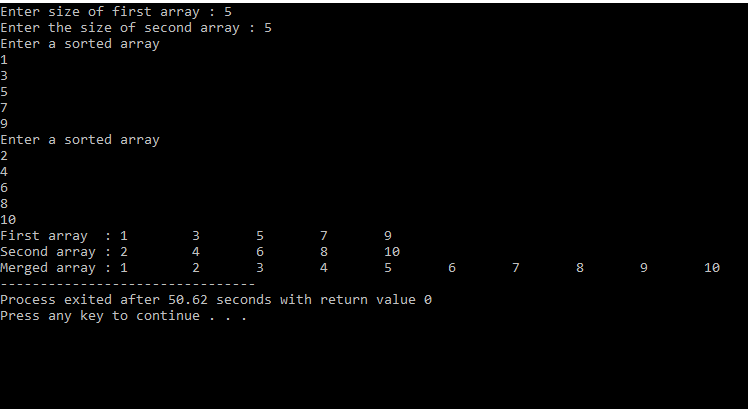 Enter size of first array : 5
Enter the size of second array : 5
Enter a sorted array
1
3
5
7
9
Enter a sorted array
2
4
6
8
10
First array  : 1        3       5       7       9
Second array : 2        4       6       8       10
Merged array : 1        2       3       4       5       6       7       8       9       10
--------------------------------
Process exited after 50.62 seconds with return value 0
Press any key to continue . . .